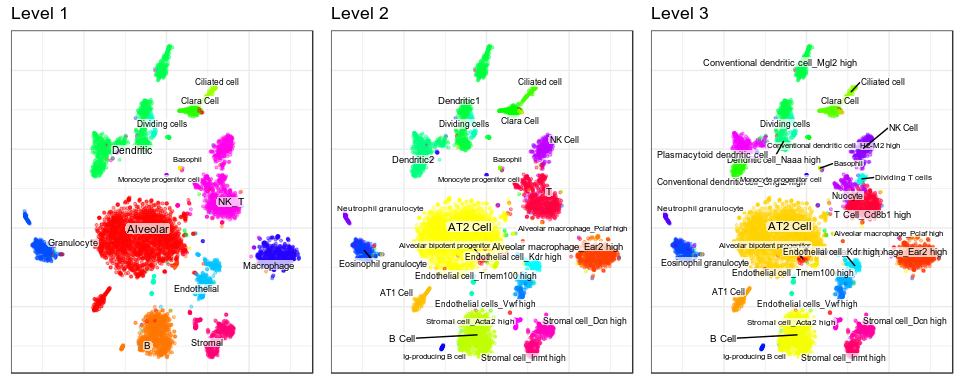 Level 1
Ciliated cell
Clara Cell
Dividing cells
Dendritic
Basophil
Monocyte progenitor cell
NK_T
Alveolar
Granulocyte
Macrophage
Endothelial
B
Stromal
Level 2
Ciliated cell
Dendritic1
Clara Cell
Dividing cells
NK Cell
Dendritic2
Basophil
Monocyte progenitor cell
T
Neutrophil granulocyte
AT2 Cell
Alveolar macrophage_Pclaf high
Alveolar bipotent progenitor
Alveolar macrophage_Ear2 high
Endothelial cell_Kdr high
Eosinophil granulocyte
Endothelial cell_Tmem100 high
AT1 Cell
Endothelial cells_Vwf high
Stromal cell_Acta2 high
Stromal cell_Dcn high
B Cell
Ig-producing B cell
Stromal cell_Inmt high
Level 3
Conventional dendritic cell_Mgl2 high
Ciliated cell
Clara Cell
Dividing cells
NK Cell
Conventional dendritic cell_H2-M2 high
Plasmacytoid dendritic cell
Dendritic cell_Naaa high
Basophil
Monocyte progenitor cell
Dividing T cells
Conventional dendritic cell_ high
Nuocyte
Neutrophil granulocyte
T Cell_Cd8b1 high
AT2 Cell
Alveolar macrophage_Pclaf high
Alveolar bipotent progenitor
Endothelial cell_Kdr high
phage_Ear2 high
Eosinophil granulocyte
Endothelial cell_Tmem100 high
AT1 Cell
Endothelial cells_Vwf high
Stromal cell_Acta2 high
Stromal cell_Dcn high
B Cell
Ig-producing B cell
Stromal cell_Inmt high